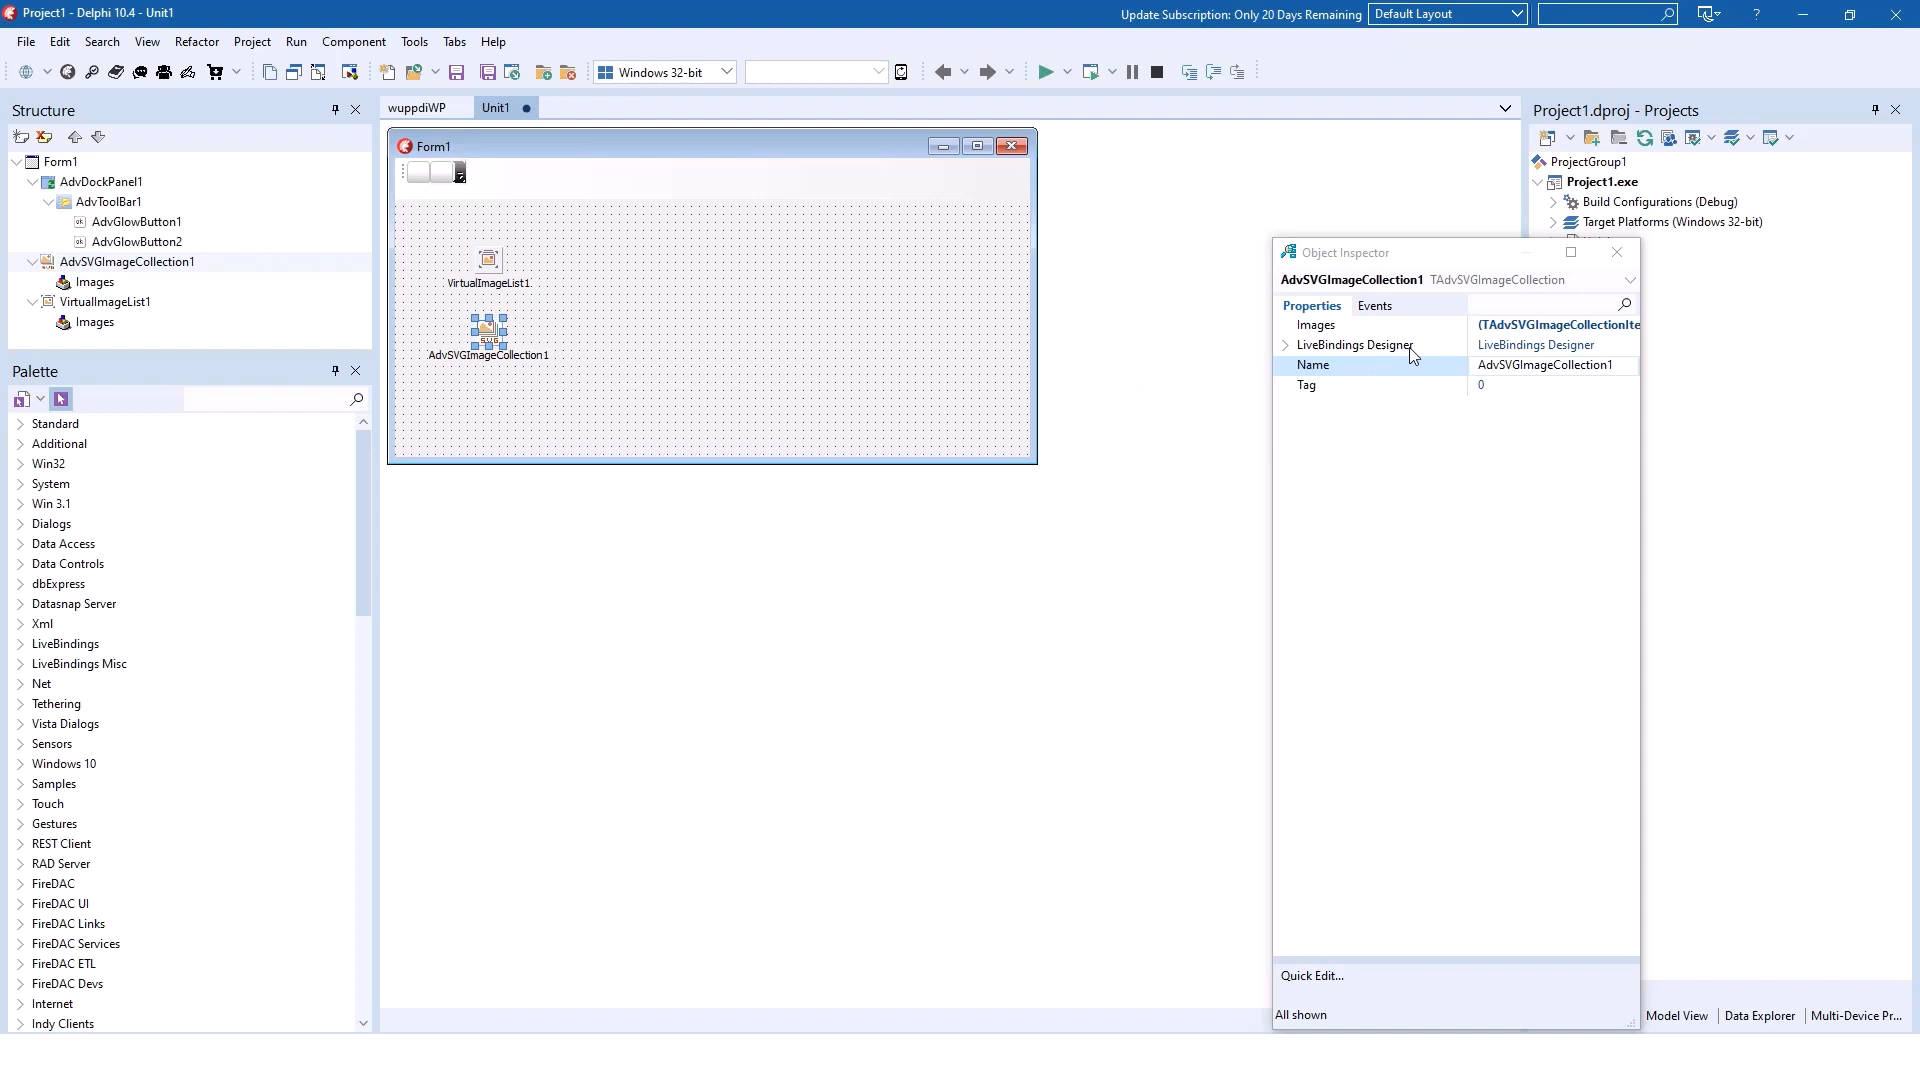 Project1 - Delphi 10.4 - Unit1
Update Subscription: Only 20 Days Remaining
Default Layout
?
File Edit Search View Refactor Project Run Component Tools Tabs Help
Windows 32-bit
Structure
Form1
AdvDockPanel1
AdvToolBar1
AdvGlowButton1
AdvGlowButton2
AdvSVGImageCollection1
Images
VirtualImageList1
Images
Palette
Standard
Additional
Win32
System
Win 3.1
Dialogs
Data Access
Data Controls
dbExpress
Datasnap Server
Xml
LiveBindings
LiveBindings Misc
Net
Tethering
Vista Dialogs
Sensors
Windows 10
Samples
Touch
Gestures
REST Client
RAD Server
FireDAC
FireDAC UI
FireDAC Links
FireDAC Services
FireDAC ETL
FireDAC Devs
Internet
Indy Clients
wuppdiWP Unit1
Form1
VirtualImageList1
SVG
AdvSVGImageCollection1
Project1.dproj - Projects
ProjectGroup1
Project1.exe
Build Configurations (Debug)
Target Platforms (Windows 32-bit)
Object Inspector
AdvSVGImageCollection1 TAdvSVGImageCollection
Properties Events
Images (TAdvSVGImageCollectionIte
LiveBindings Designer LiveBindings Designer
Name AdvSVGImageCollection1
Tag 0
Quick Edit...
All shown
Model View Data Explorer Multi-Device Pr...